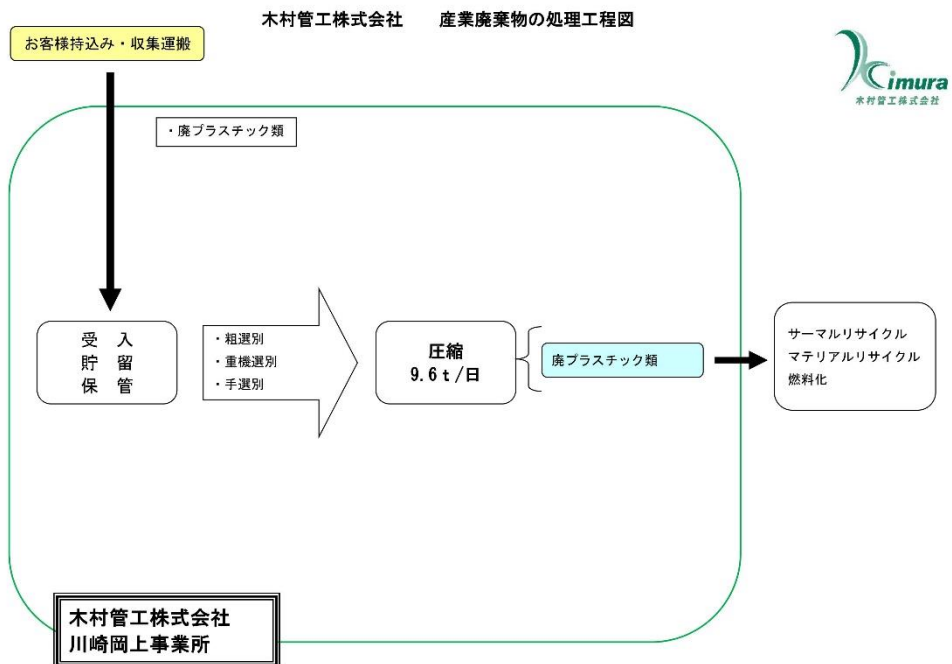 木村管工株式会社　　産業廃棄物の処理工程図
お客様持込み・収集運搬
imura
木村管工株式会社
・廃プラスチック類
受　入
貯　留
保　管
・粗選別
・重機選別
・手選別
圧縮
9.6ｔ/日
廃プラスチック類
サーマルリサイクル
マテリアルリサイクル
燃料化
木村管工株式会社
川崎岡上事業所